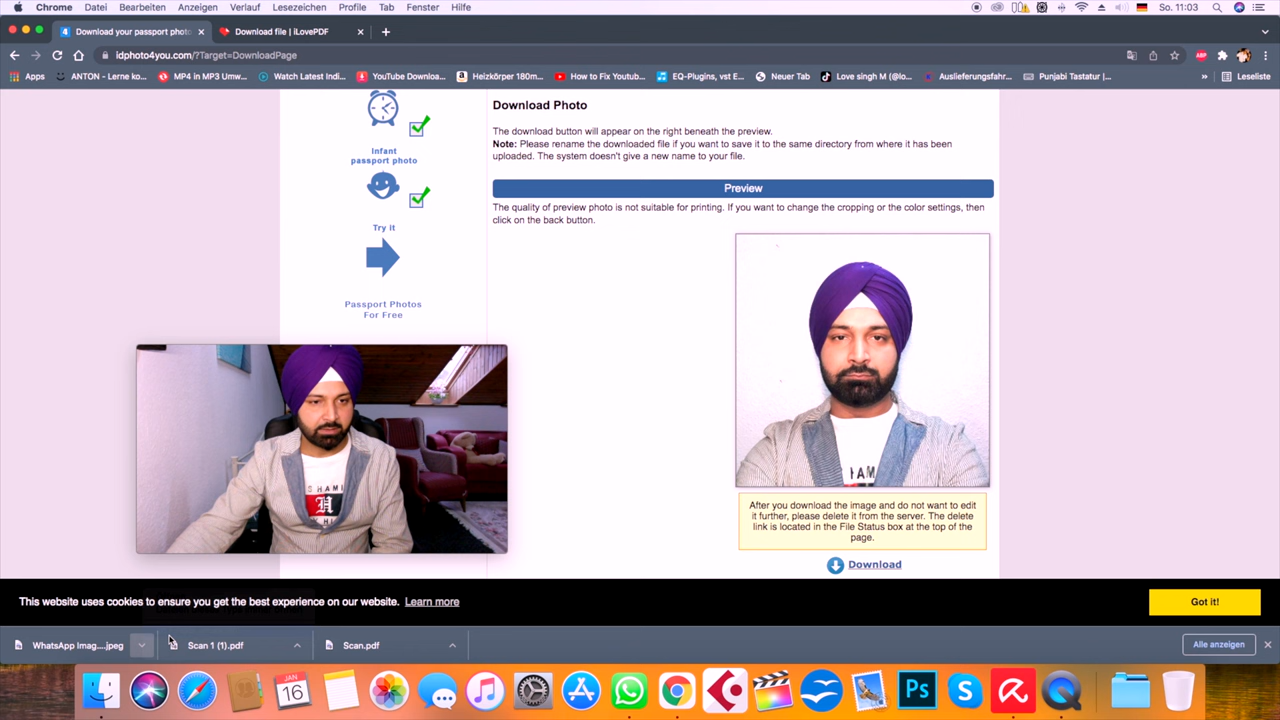 Chrome Datei Bearbeiten Anzeigen Verlauf Lesezeichen Profile Tab Fenster Hilfe So. 11:03
Download your passport photo Download file | iLovePDF
idphoto4you.com/?Target=DownloadPage
Apps ANTON - Lerne ko... MP4 in MP3 Umw... Watch Latest Indi... YouTube Downloa... Heizkörper 180m... How to Fix Youtub... EQ-Plugins, vst E... Neuer Tab Love singh M (@lo... Auslieferungsfahr... Punjabi Tastatur |... » Leseliste
Download Photo
The download button will appear on the right beneath the preview.
Note: Please rename the downloaded file if you want to save it to the same directory from where it has been
uploaded. The system doesn't give a new name to your file.
Infant
passport photo
Preview
The quality of preview photo is not suitable for printing. If you want to change the cropping or the color settings, then
click on the back button.
Try it
Passport Photos
For Free
HAMI
H
After you download the image and do not want to edit
it further, please delete it from the server. The delete
link is located in the File Status box at the top of the
page.
Download
This website uses cookies to ensure you get the best experience on our website. Learn more Got it!
WhatsApp Imag....jpeg Scan 1 (1).pdf Scan.pdf Alle anzeigen
JAN
16
Ps